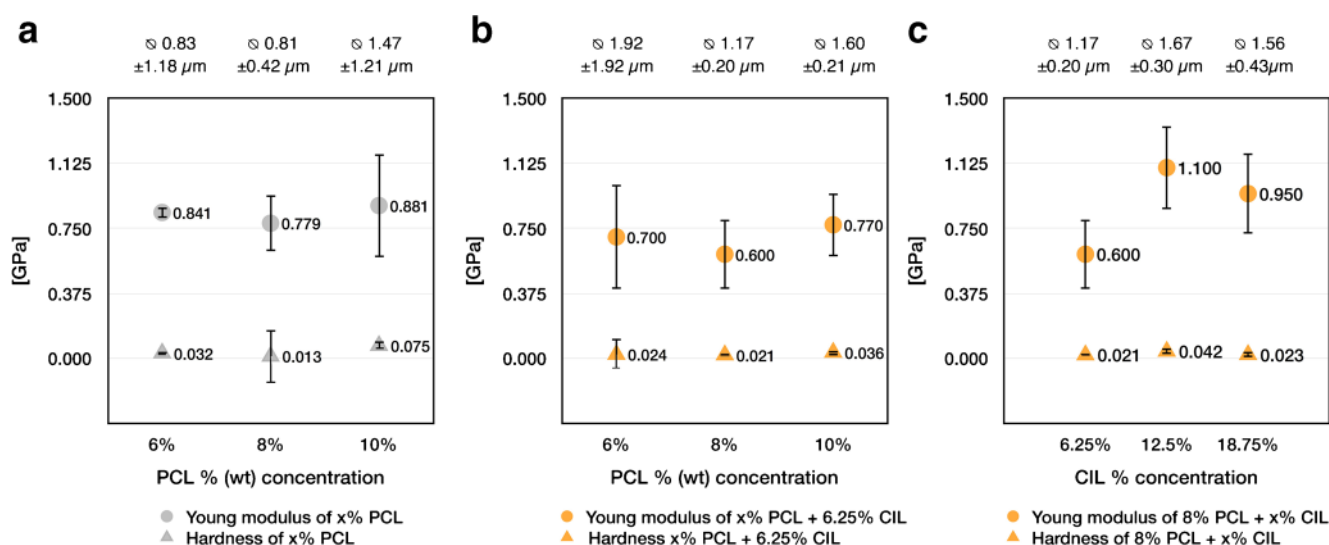 a
∅ 0.83
±1.18 µm
∅ 0.81
±0.42 µm
∅ 1.47
±1.21 µm
1.500
1.125
0.750
0.375
0.000
[GPa]
0.841
0.779
0.881
0.032
0.013
0.075
6%
8%
10%
PCL % (wt) concentration
Young modulus of x% PCL
Hardness of x% PCL
b
∅ 1.92
±1.92 µm
∅ 1.17
±0.20 µm
∅ 1.60
±0.21 µm
1.500
1.125
0.750
0.375
0.000
[GPa]
0.700
0.600
0.770
0.024
0.021
0.036
6%
8%
10%
PCL % (wt) concentration
Young modulus of x% PCL + 6.25% CIL
Hardness x% PCL + 6.25% CIL
c
∅ 1.17
±0.20 µm
∅ 1.67
±0.30 µm
∅ 1.56
±0.43µm
1.500
1.125
0.750
0.375
0.000
[GPa]
0.600
1.100
0.950
0.021
0.042
0.023
6.25%
12.5%
18.75%
CIL % concentration
Young modulus of 8% PCL + x% CIL
Hardness of 8% PCL + x% CIL